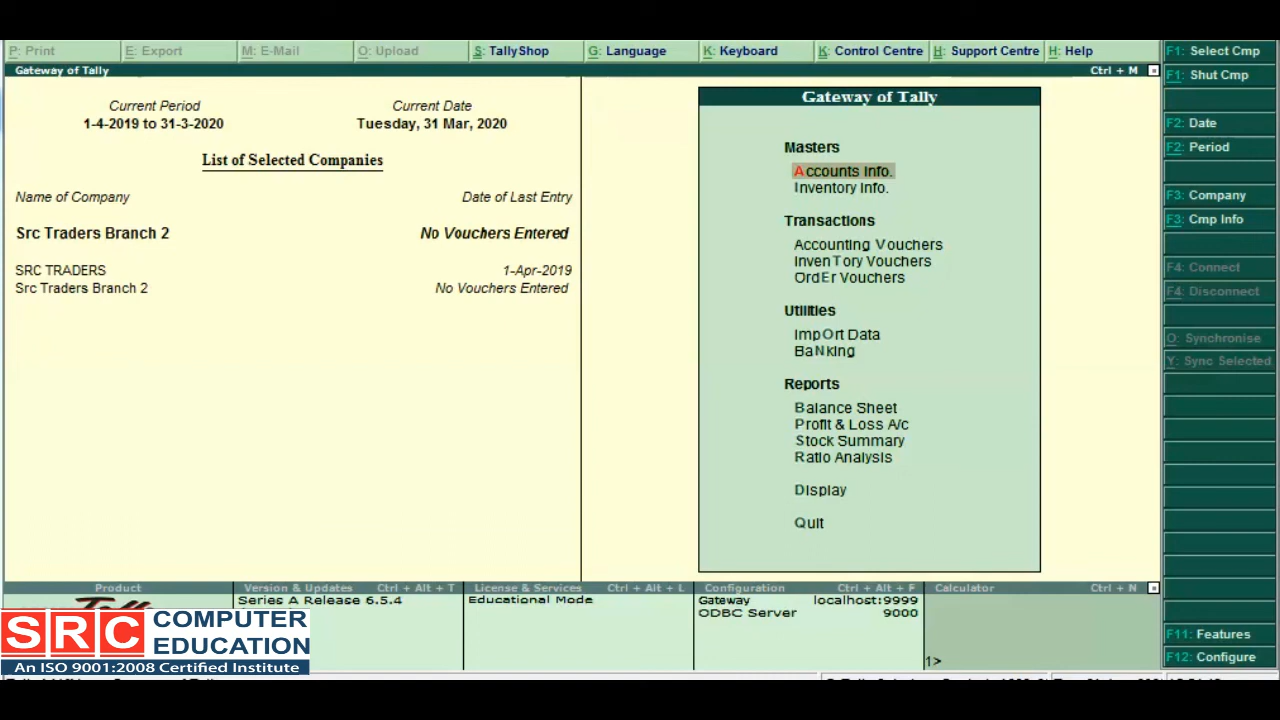 P: Print E: Export M: E-Mail O: Upload S: TallyShop G: Language K: Keyboard K: Control Centre H: Support Centre H: Help
Gateway of Tally Ctrl + M
Current Period Current Date
1-4-2019 to 31-3-2020 Tuesday, 31 Mar, 2020
List of Selected Companies
Name of Company Date of Last Entry
Src Traders Branch 2 No Vouchers Entered
SRC TRADERS 1-Apr-2019
Src Traders Branch 2 No Vouchers Entered
Gateway of Tally
Masters
Accounts Info.
Inventory Info.
Transactions
Accounting Vouchers
InvenTory Vouchers
OrdEr Vouchers
Utilities
ImpOrt Data
BaNking
Reports
Balance Sheet
Profit & Loss A/c
Stock Summary
Ratio Analysis
Display
Quit
F1: Select Cmp
F1: Shut Cmp
F2: Date
F2: Period
F3: Company
F3: Cmp Info
F4: Connect
F4: Disconnect
O: Synchronise
Y: Sync Selected
F11: Features
F12: Configure
Product Version & Updates Ctrl + Alt + T License & Services Ctrl + Alt + L Configuration Ctrl + Alt + F Calculator Ctrl + N
Series A Release 6.5.4 Educational Mode Gateway localhost:9999
ODBC Server 9000
1>
SRC COMPUTER
EDUCATION
An ISO 9001:2008 Certified Institute